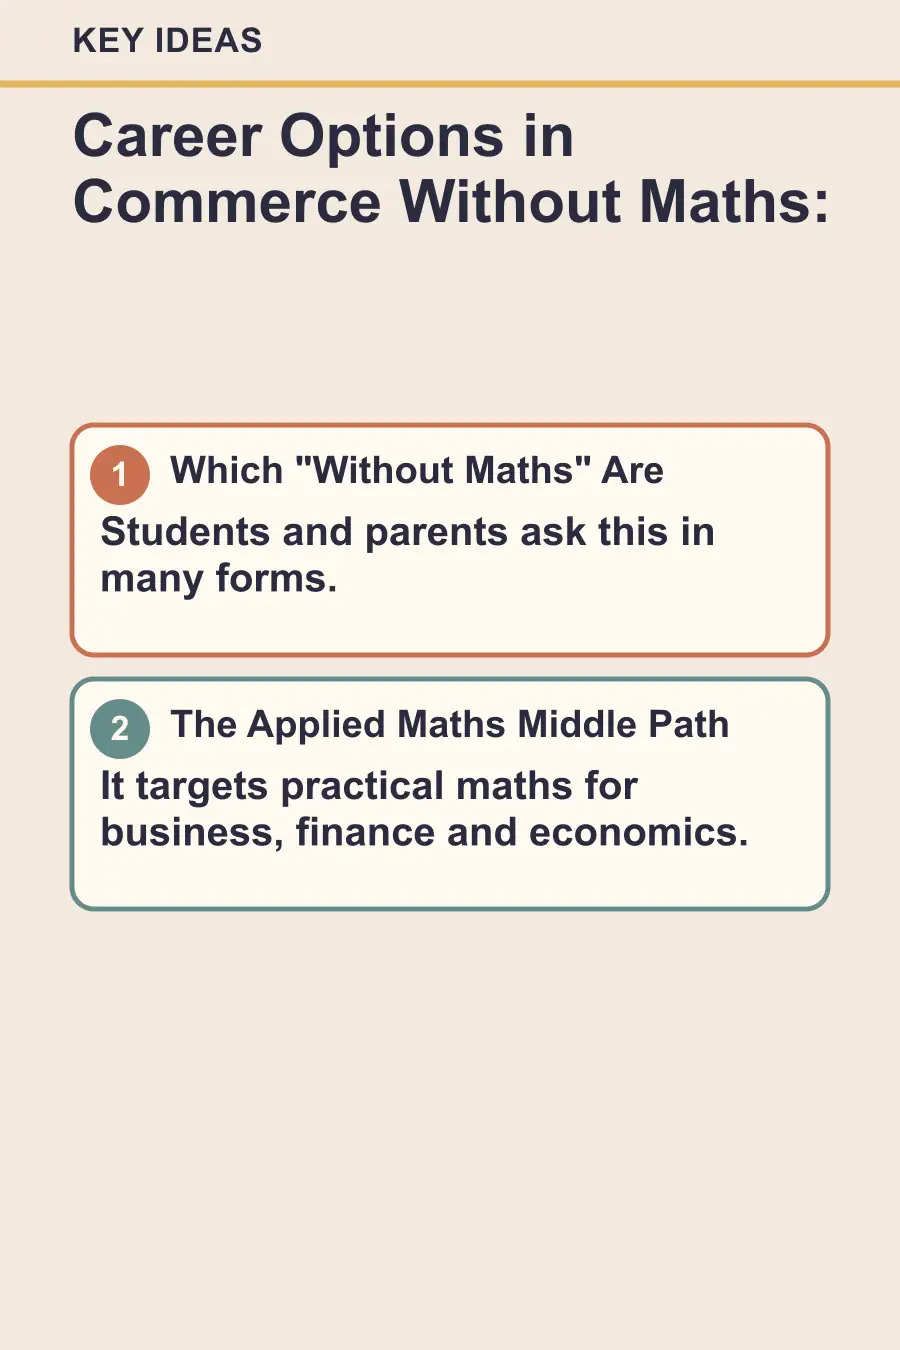 KEY IDEAS
Career Options in
Commerce Without Maths:
1 Which "Without Maths" Are
Students and parents ask this in
many forms.
2 The Applied Maths Middle Path
It targets practical maths for
business, finance and economics.